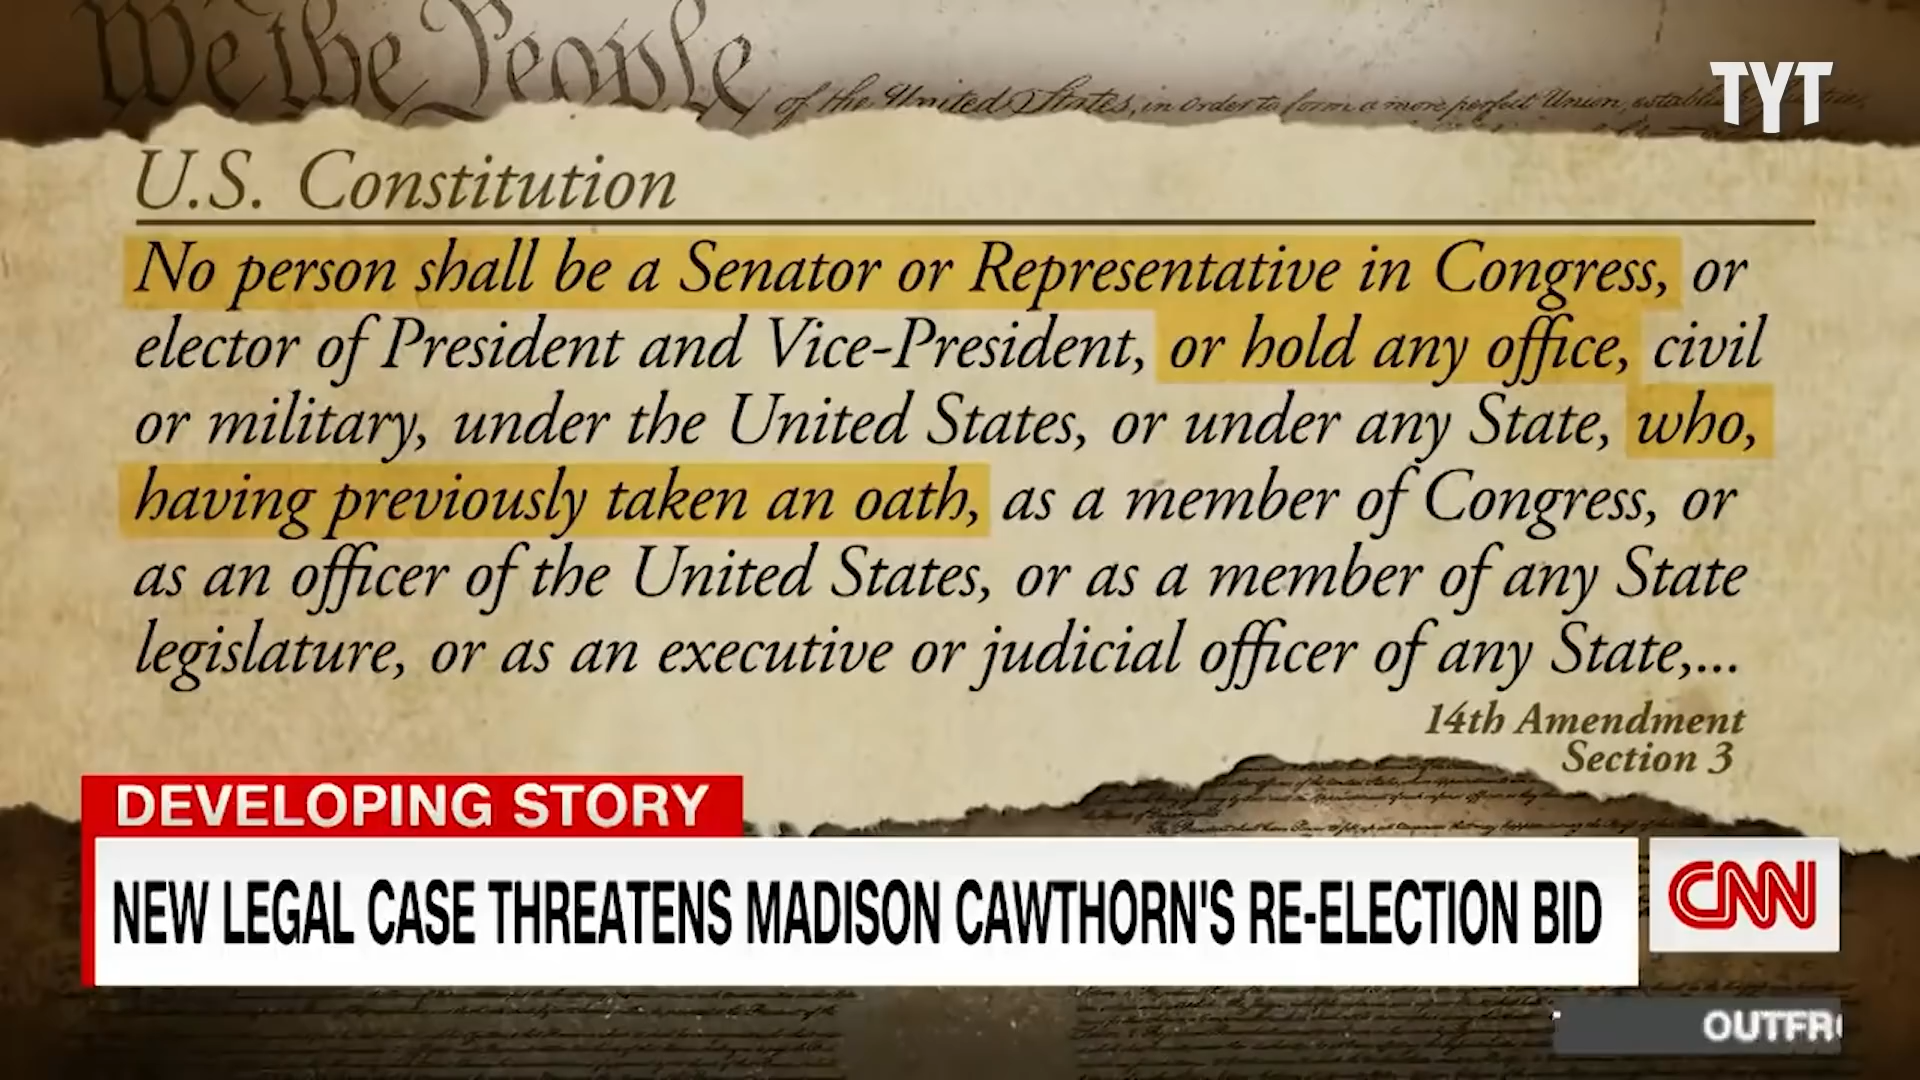 We the People
of the United States, in order to form a more perfect Union, establish
TYT
U.S. Constitution
No person shall be a Senator or Representative in Congress, or
elector of President and Vice-President, or hold any office, civil
or military, under the United States, or under any State, who,
having previously taken an oath, as a member of Congress, or
as an officer of the United States, or as a member of any State
legislature, or as an executive or judicial officer of any State,...
14th Amendment
Section 3
DEVELOPING STORY
NEW LEGAL CASE THREATENS MADISON CAWTHORN'S RE-ELECTION BID
CNN
OUTFR